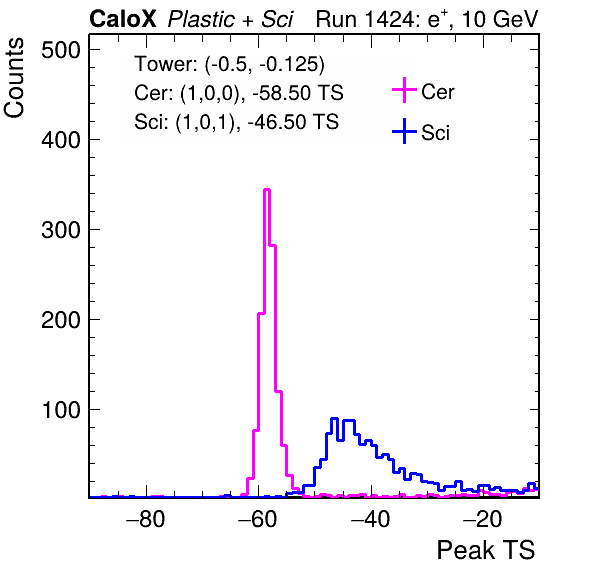 CaloX Plastic + Sci Run 1424: e⁺, 10 GeV
Counts
500
400
300
200
100
Tower: (-0.5, -0.125)
Cer: (1,0,0), -58.50 TS
Sci: (1,0,1), -46.50 TS
Cer
Sci
−80 −60 −40 −20
Peak TS